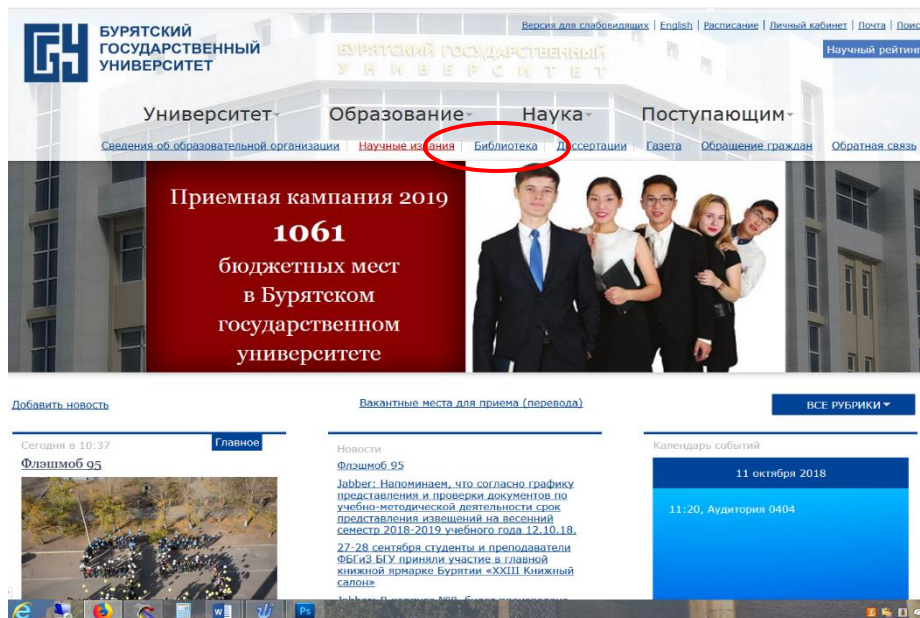 БУРЯТСКИЙ
ГОСУДАРСТВЕННЫЙ
УНИВЕРСИТЕТ
Версия для слабовидящих | English | Расписание | Личный кабинет | Почта | Поис
БУРЯТСКИЙ ГОСУДАРСТВЕННЫЙ
УНИВЕРСИТЕТ
Научный рейтинг
Университет
Образование
Наука
Поступающим
Сведения об образовательной организации | Научные издания | Библиотека | Диссертации | Газета | Обращение граждан | Обратная связь
Приемная кампания 2019
1061
бюджетных мест
в Бурятском
государственном
университете
Добавить новость
Вакантные места для приема (перевода)
ВСЕ РУБРИКИ
Сегодня в 10:37
Главное
Флэшмоб 95
Новости
Флэшмоб 95
Jabber: Напоминаем, что согласно графику
представления и проверки документов по
учебно-методической деятельности срок
представления извещений на весенний
семестр 2018-2019 учебного года 12.10.18.
27-28 сентября студенты и преподаватели
ФБГиЗ БГУ приняли участие в главной
книжной ярмарке Бурятии «XXIII Книжный
салон»
Календарь событий
11 октября 2018
11:20, Аудитория 0404
Ps